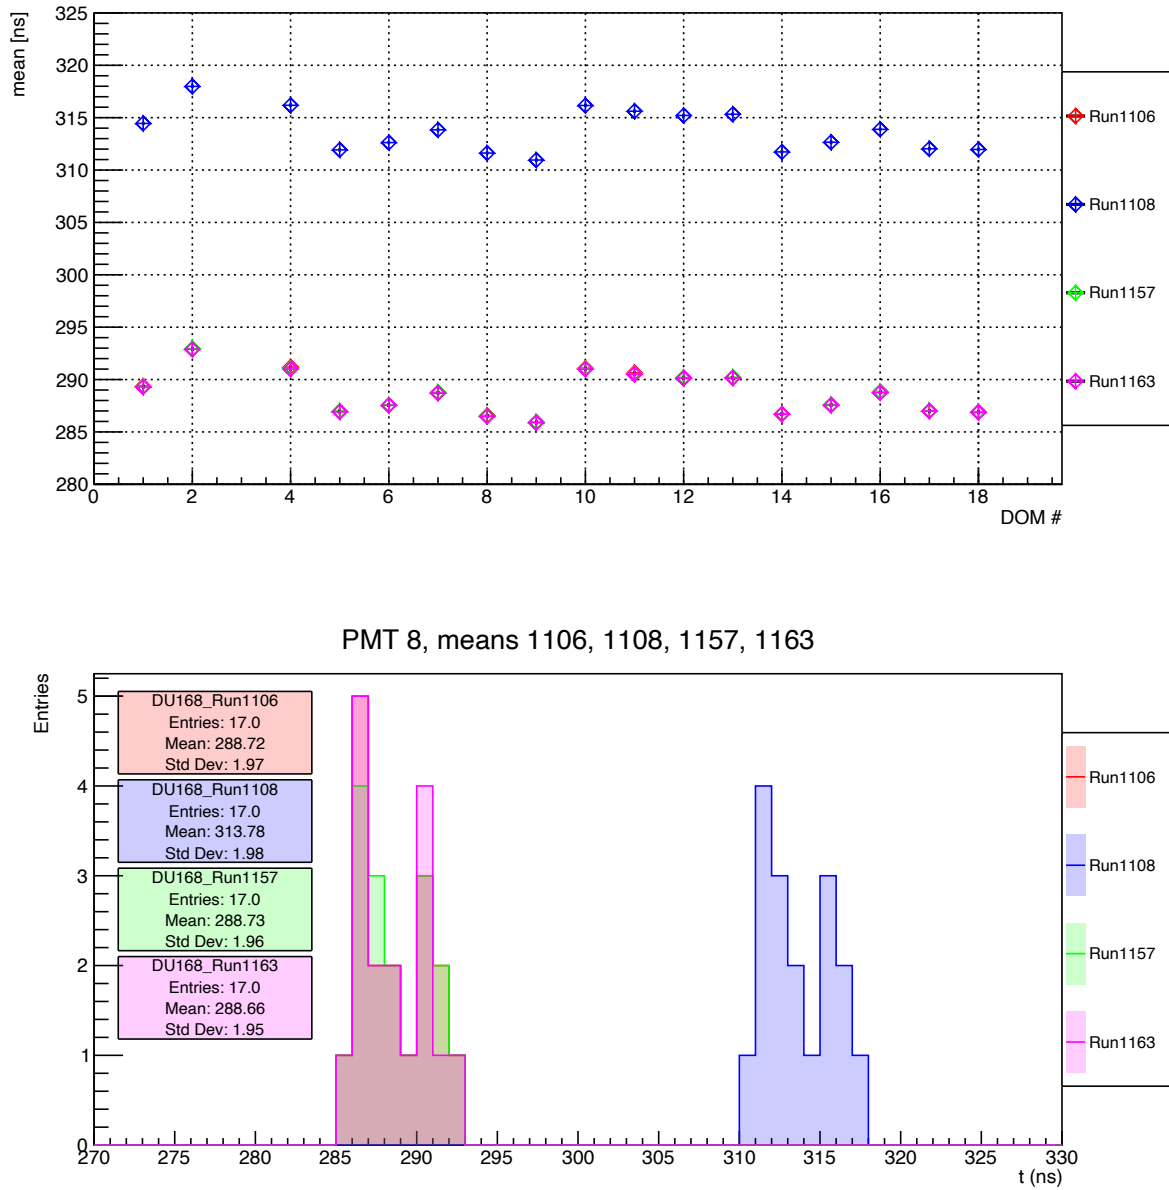 mean [ns]
325
320
315
310
305
300
295
290
285
280
0 2 4 6 8 10 12 14 16 18
DOM #
Run1106
Run1108
Run1157
Run1163
PMT 8, means 1106, 1108, 1157, 1163
Entries
5
4
3
2
1
0
DU168_Run1106
Entries: 17.0
Mean: 288.72
Std Dev: 1.97
DU168_Run1108
Entries: 17.0
Mean: 313.78
Std Dev: 1.98
DU168_Run1157
Entries: 17.0
Mean: 288.73
Std Dev: 1.96
DU168_Run1163
Entries: 17.0
Mean: 288.66
Std Dev: 1.95
270 275 280 285 290 295 300 305 310 315 320 325 330
t (ns)
Run1106
Run1108
Run1157
Run1163